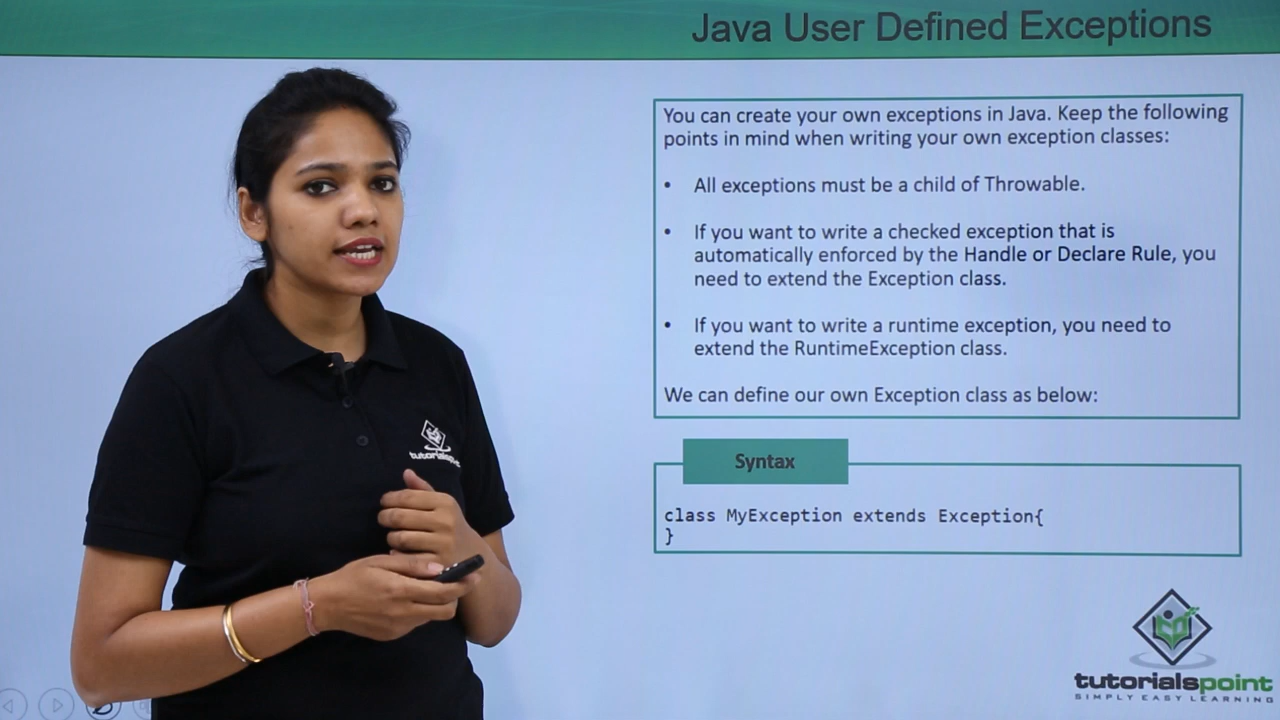 Java User Defined Exceptions
You can create your own exceptions in Java. Keep the following
points in mind when writing your own exception classes:
• All exceptions must be a child of Throwable.
• If you want to write a checked exception that is
automatically enforced by the Handle or Declare Rule, you
need to extend the Exception class.
• If you want to write a runtime exception, you need to
extend the RuntimeException class.
We can define our own Exception class as below:
Syntax
class MyException extends Exception{
}
tutorialspoint
SIMPLY EASY LEARNING
tutorialspoint